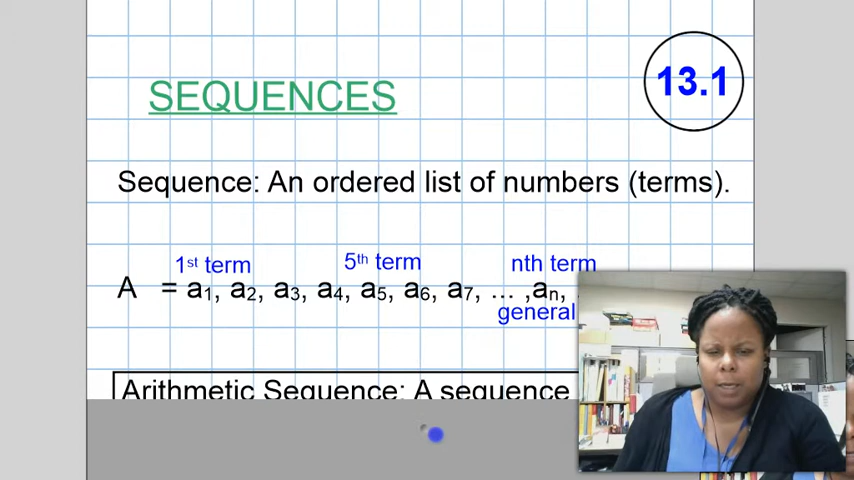 SEQUENCES
13.1
Sequence: An ordered list of numbers (terms).
1st term 5th term nth term
A = a1, a2, a3, a4, a5, a6, a7, ... ,an,
general
Arithmetic Sequence: A sequence